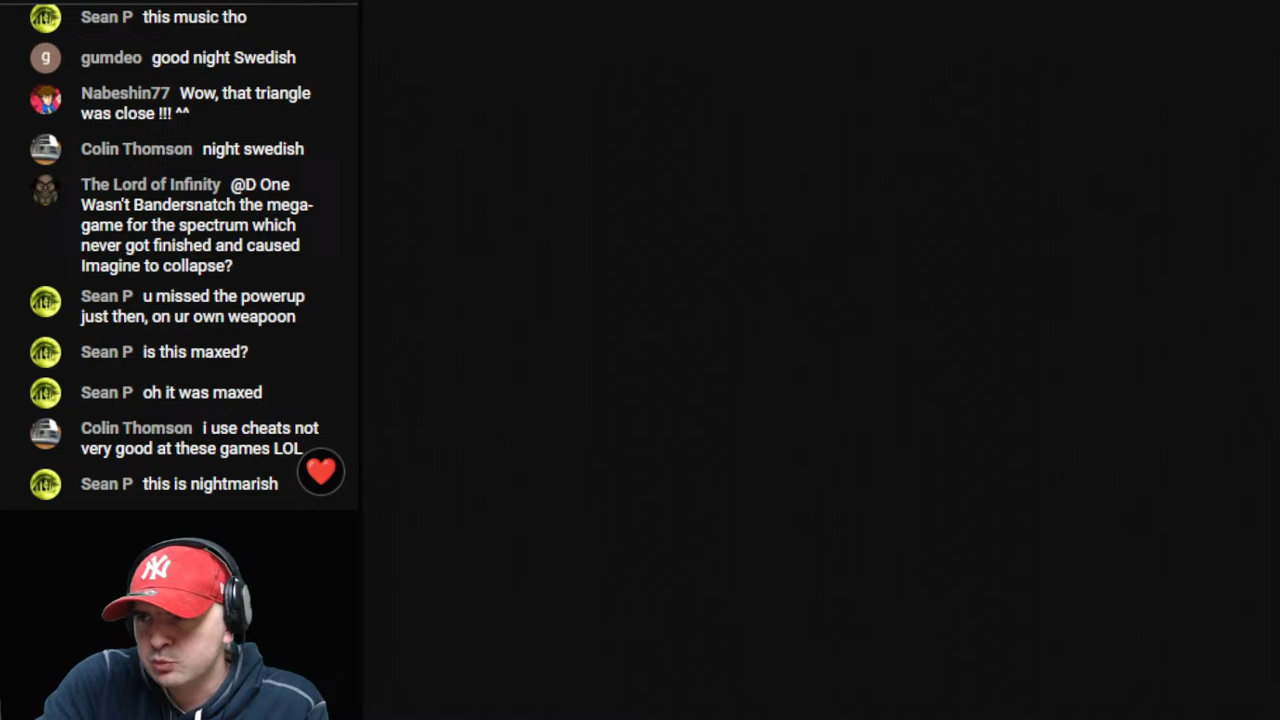 Sean P this music tho
g gumdeo good night Swedish
Nabeshin77 Wow, that triangle
was close !!! ^^
Colin Thomson night swedish
The Lord of Infinity @D One
Wasn't Bandersnatch the mega-
game for the spectrum which
never got finished and caused
Imagine to collapse?
Sean P u missed the powerup
just then, on ur own weapoon
Sean P is this maxed?
Sean P oh it was maxed
Colin Thomson i use cheats not
very good at these games LOL
Sean P this is nightmarish
NY